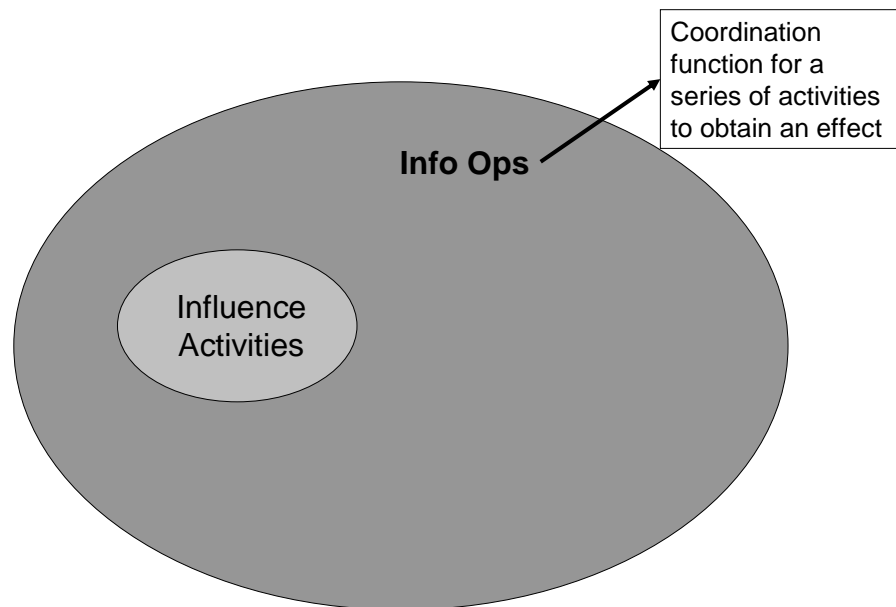 Coordination
function for a
series of activities
to obtain an effect
Info Ops
Influence
Activities